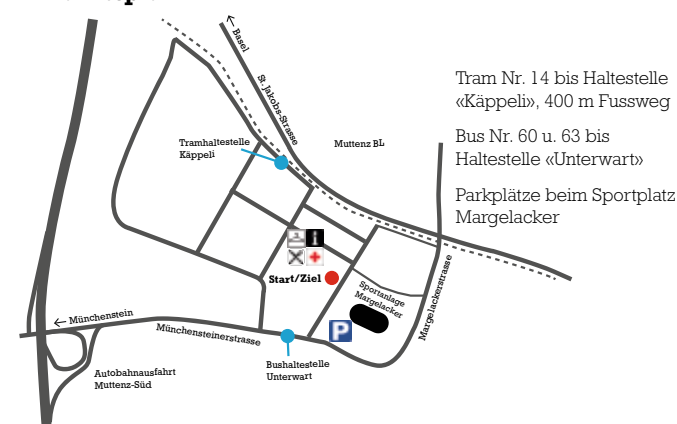 Basel
St. Jakobs-Strasse
Tram Nr. 14 bis Haltestelle
«Käppeli», 400 m Fussweg
Bus Nr. 60 u. 63 bis
Haltestelle «Unterwart»
Parkplätze beim Sportplatz
Margelacker
Tramhaltestelle
Käppeli
Muttenz BL
Start/Ziel
Sportanlage
Margelacker
Margelackerstrasse
P
Münchenstein
Münchensteinerstrasse
Bushaltestelle
Unterwart
Autobahnausfahrt
Muttenz-Süd